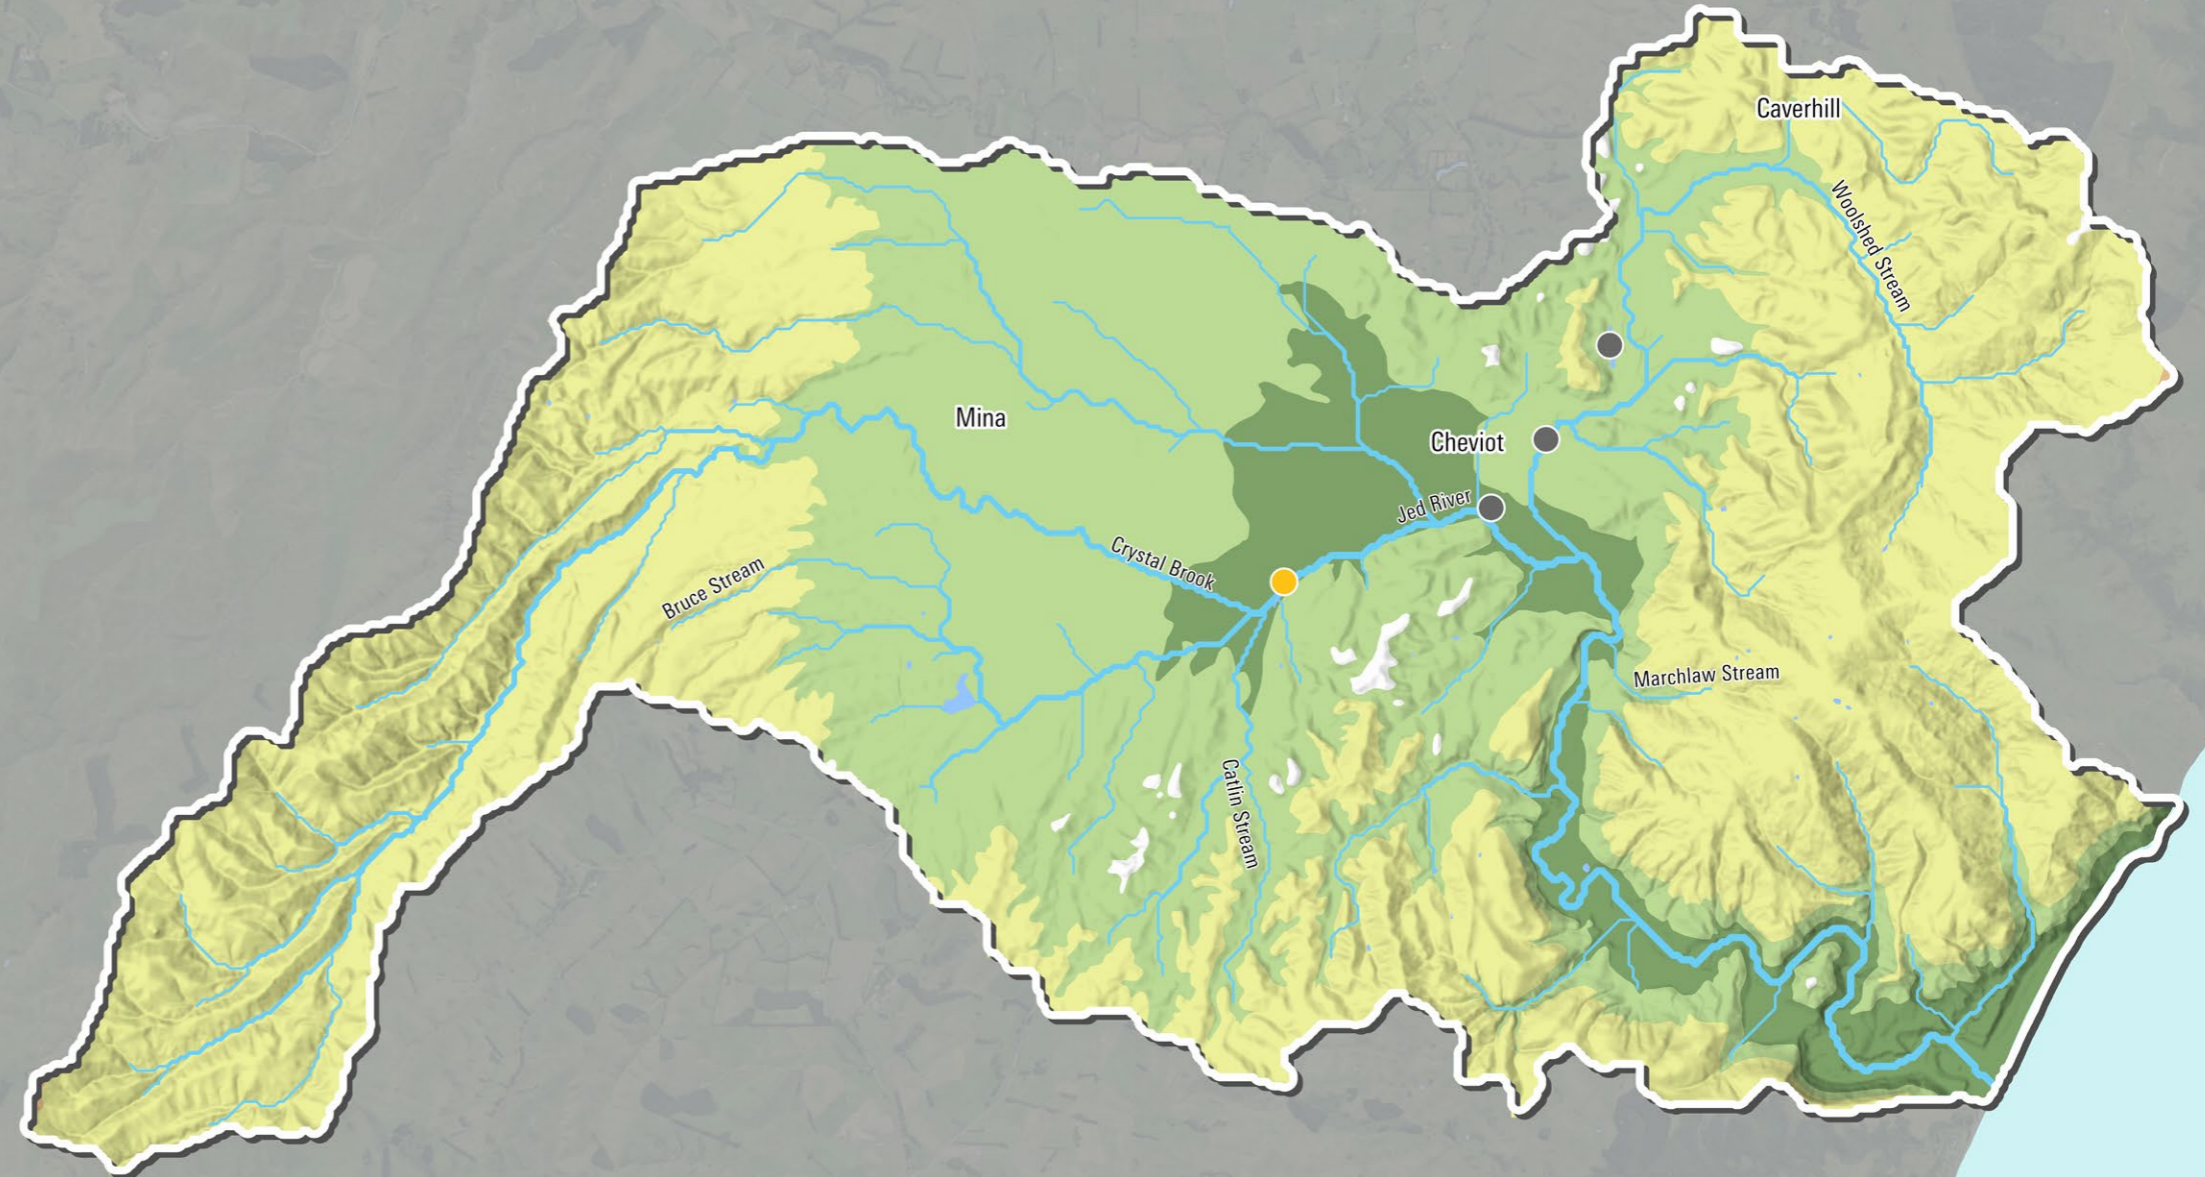 Caverhill
Woolshed Stream
Mina
Cheviot
Jed River
Crystal Brook
Bruce Stream
Marchlaw Stream
Catlin Stream